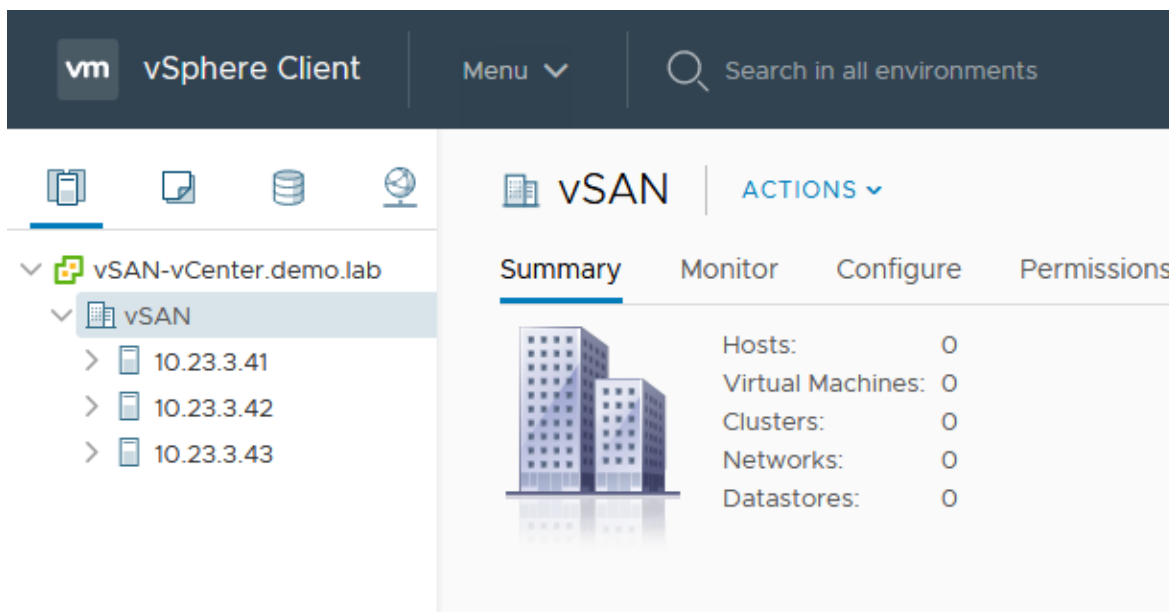 vm vSphere Client Menu Search in all environments
vSAN ACTIONS
Summary Monitor Configure Permissions
vSAN-vCenter.demo.lab
vSAN
10.23.3.41
10.23.3.42
10.23.3.43
Hosts: 0
Virtual Machines: 0
Clusters: 0
Networks: 0
Datastores: 0